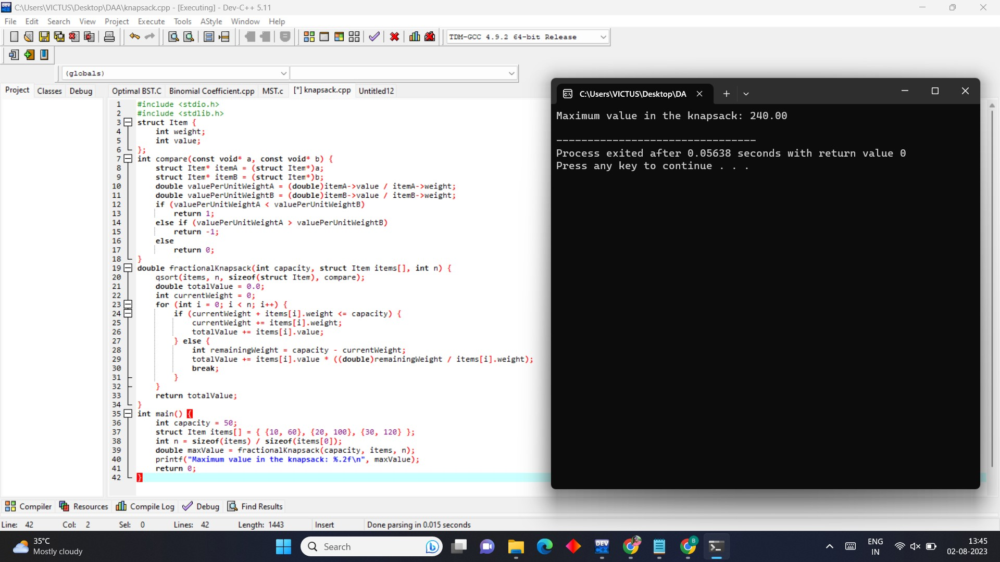 C:\Users\VICTUS\Desktop\DAA\knapsack.cpp - [Executing] - Dev-C++ 5.11
File Edit Search View Project Execute Tools AStyle Window Help
TDM-GCC 4.9.2 64-bit Release
(globals)
Project Classes Debug
Optimal BST.C Binomial Coefficient.cpp MST.c [*] knapsack.cpp Untitled12
1 #include <stdio.h>
2 #include <stdlib.h>
3 struct Item {
4 int weight;
5 int value;
6 };
7 int compare(const void* a, const void* b) {
8 struct Item* itemA = (struct Item*)a;
9 struct Item* itemB = (struct Item*)b;
10 double valuePerUnitWeightA = (double)itemA->value / itemA->weight;
11 double valuePerUnitWeightB = (double)itemB->value / itemB->weight;
12 if (valuePerUnitWeightA < valuePerUnitWeightB)
13 return 1;
14 else if (valuePerUnitWeightA > valuePerUnitWeightB)
15 return -1;
16 else
17 return 0;
18 }
19 double fractionalKnapsack(int capacity, struct Item items[], int n) {
20 qsort(items, n, sizeof(struct Item), compare);
21 double totalValue = 0.0;
22 int currentWeight = 0;
23 for (int i = 0; i < n; i++) {
24 if (currentWeight + items[i].weight <= capacity) {
25 currentWeight += items[i].weight;
26 totalValue += items[i].value;
27 } else {
28 int remainingWeight = capacity - currentWeight;
29 totalValue += items[i].value * ((double)remainingWeight / items[i].weight);
30 break;
31 }
32 }
33 return totalValue;
34 }
35 int main() {
36 int capacity = 50;
37 struct Item items[] = { {10, 60}, {20, 100}, {30, 120} };
38 int n = sizeof(items) / sizeof(items[0]);
39 double maxValue = fractionalKnapsack(capacity, items, n);
40 printf("Maximum value in the knapsack: %.2f\n", maxValue);
41 return 0;
42 }
C:\Users\VICTUS\Desktop\DA
Maximum value in the knapsack: 240.00
--------------------------------
Process exited after 0.05638 seconds with return value 0
Press any key to continue . . .
Compiler Resources Compile Log Debug Find Results
Line: 42 Col: 2 Sel: 0 Lines: 42 Length: 1443 Insert Done parsing in 0.015 seconds
35°C
Mostly cloudy
Search
DEV
B
ENG
IN
13:45
02-08-2023